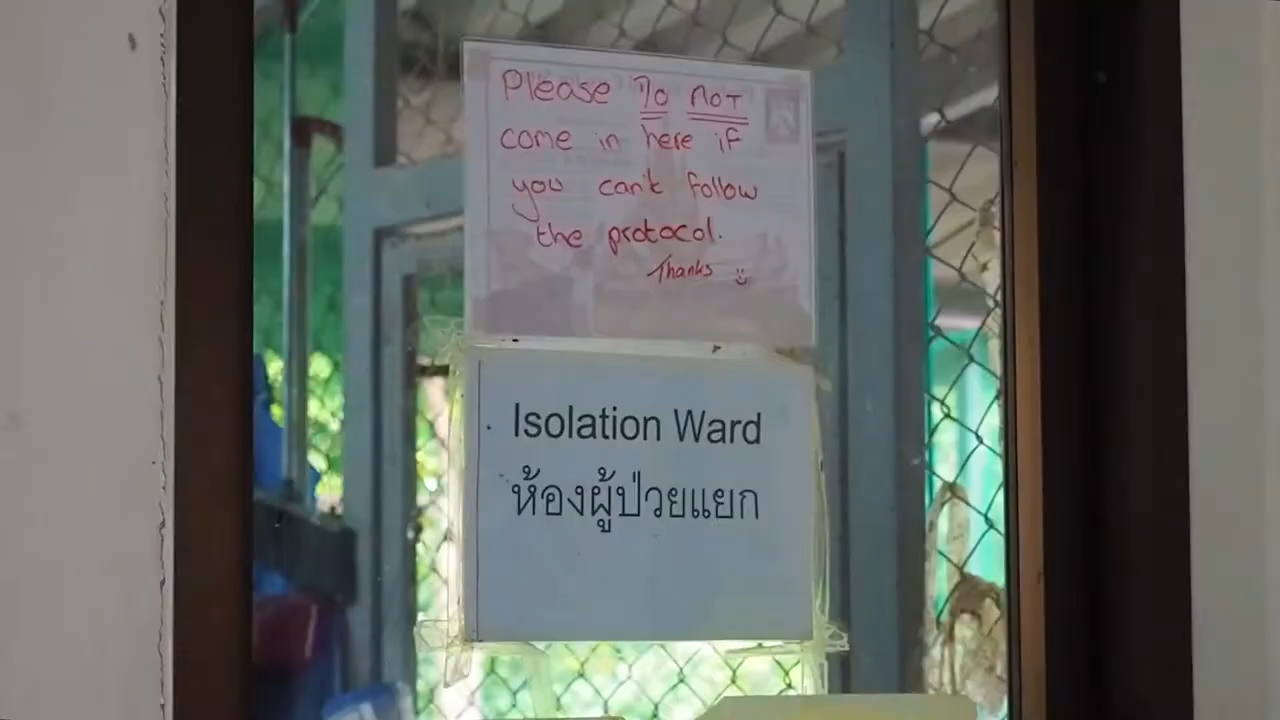 Please Do NOT
come in here if
you can't follow
the protocol.
Thanks
Isolation Ward
ห้องผู้ป่วยแยก